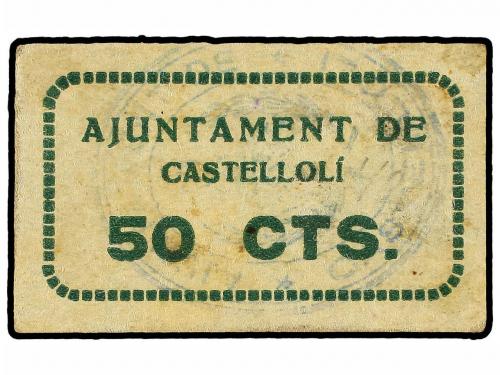 AJUNTAMENT DE
CASTELLOLÍ
50 CTS.